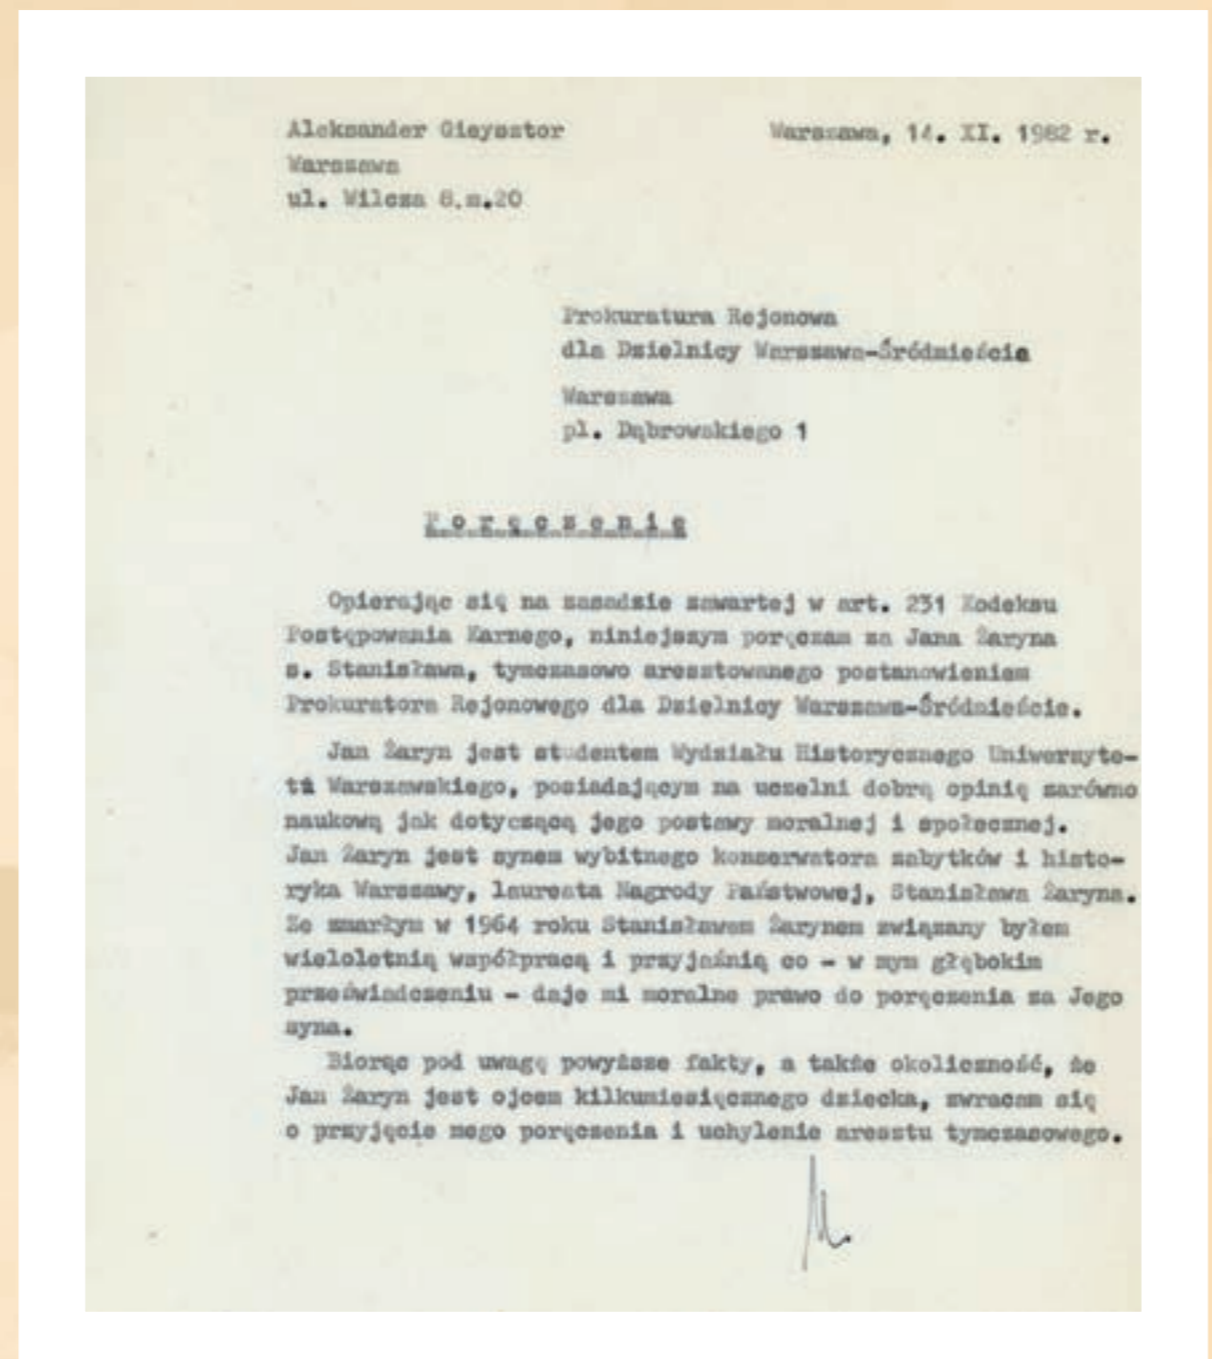 Aleksander Gieysztor
Warszawa, 14. XI. 1982 r.
Warszawa
ul. Wilcza 8.m.20
Prokuratura Rejonowa
dla Dzielnicy Warszawa-Śródmieście
Warszawa
pl. Dąbrowskiego 1
P o r ę c z e n i e
Opierając się na zasadzie zawartej w art. 231 Kodeksu
Postępowania Karnego, niniejszym poręczam za Jana Żaryna
s. Stanisława, tymczasowo aresztowanego postanowieniem
Prokuratora Rejonowego dla Dzielnicy Warszawa-Śródmieście.
Jan Żaryn jest studentem Wydziału Historycznego Uniwersyte-
ta Warszawskiego, posiadającym na uczelni dobrą opinię zarówno
naukową jak dotyczącą jego postawy moralnej i społecznej.
Jan Żaryn jest synem wybitnego konserwatora zabytków i histo-
ryka Warszawy, laureata Nagrody Państwowej, Stanisława Żaryna.
Ze zmarłym w 1964 roku Stanisławem Żarynem związany byłem
wieloletnią współpracą i przyjaźnią co - w mym głębokim
przeświadczeniu - daje mi moralne prawo do poręczenia za Jego
syna.
Biorąc pod uwagę powyższe fakty, a także okoliczność, że
Jan Żaryn jest ojcem kilkumiesięcznego dziecka, zwracam się
o przyjęcie mego poręczenia i uchylenie aresztu tymczasowego.